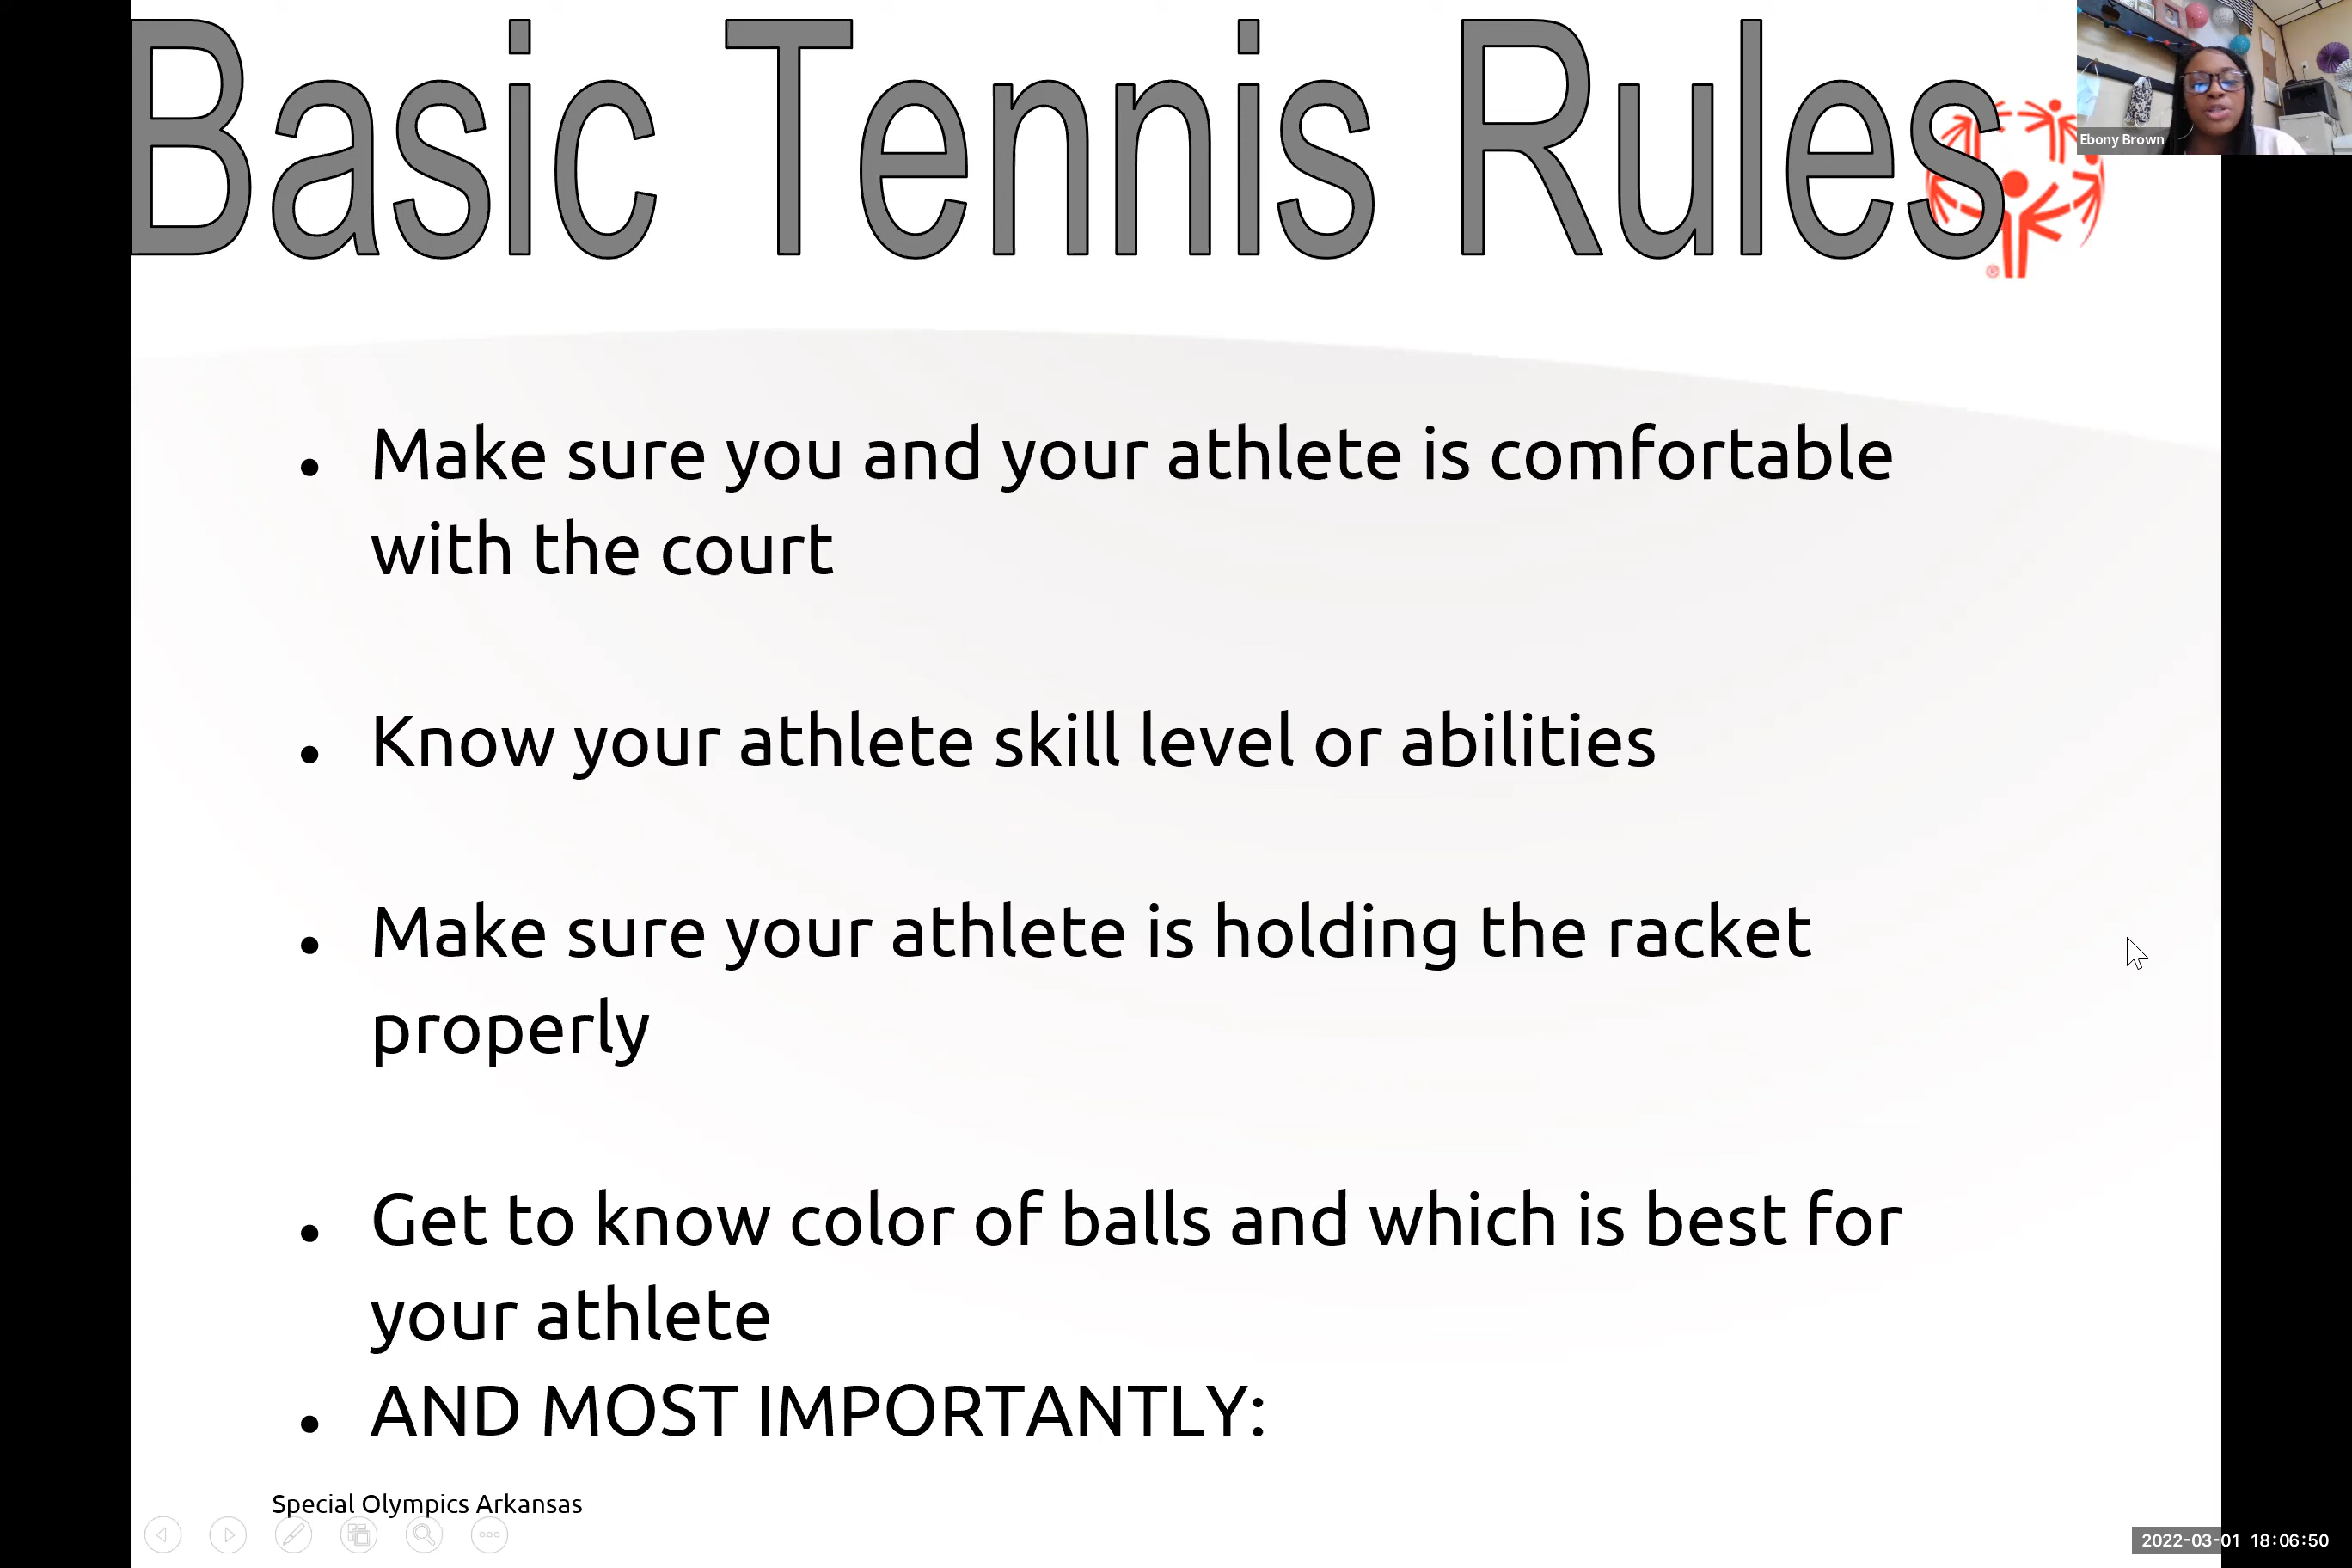 Basic Tennis Rules
Ebony Brown
®
• Make sure you and your athlete is comfortable
with the court
• Know your athlete skill level or abilities
• Make sure your athlete is holding the racket
properly
• Get to know color of balls and which is best for
your athlete
• AND MOST IMPORTANTLY:
Special Olympics Arkansas
2022-03-01 18:06:50